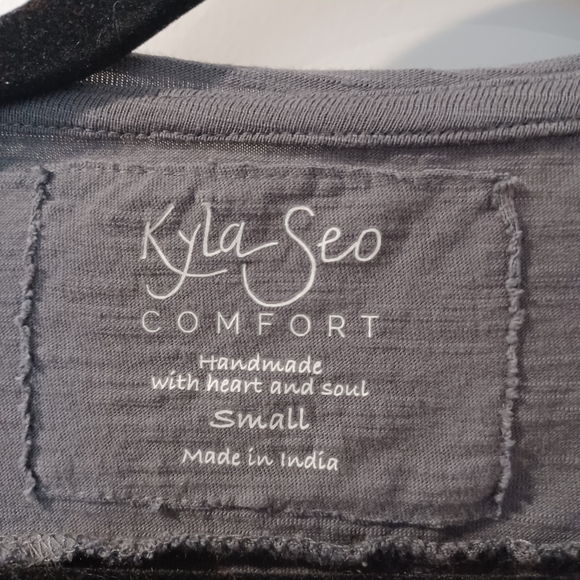 Kyla Seo
COMFORT
Handmade
with heart and soul
Small
Made in India